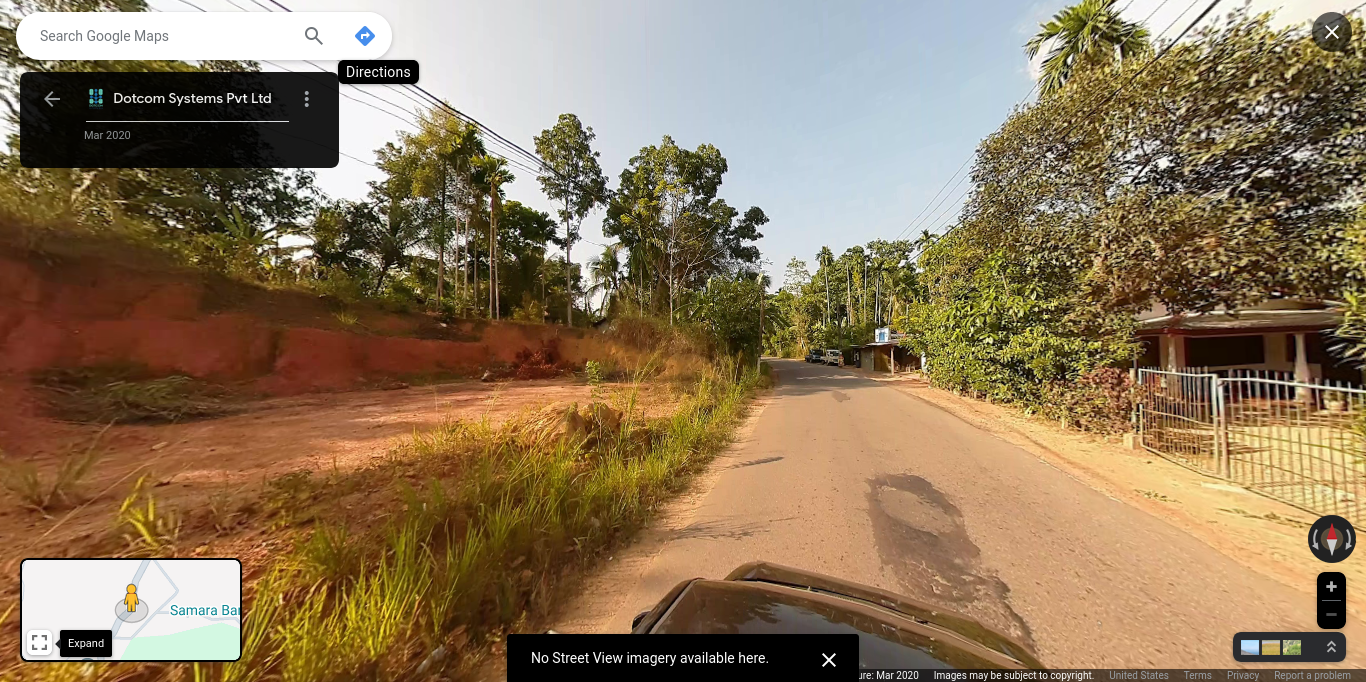 Search Google Maps
Directions
Dotcom Systems Pvt Ltd
Mar 2020
Samara Ba
Expand
No Street View imagery available here.
ure: Mar 2020 Images may be subject to copyright. United States Terms Privacy Report a problem